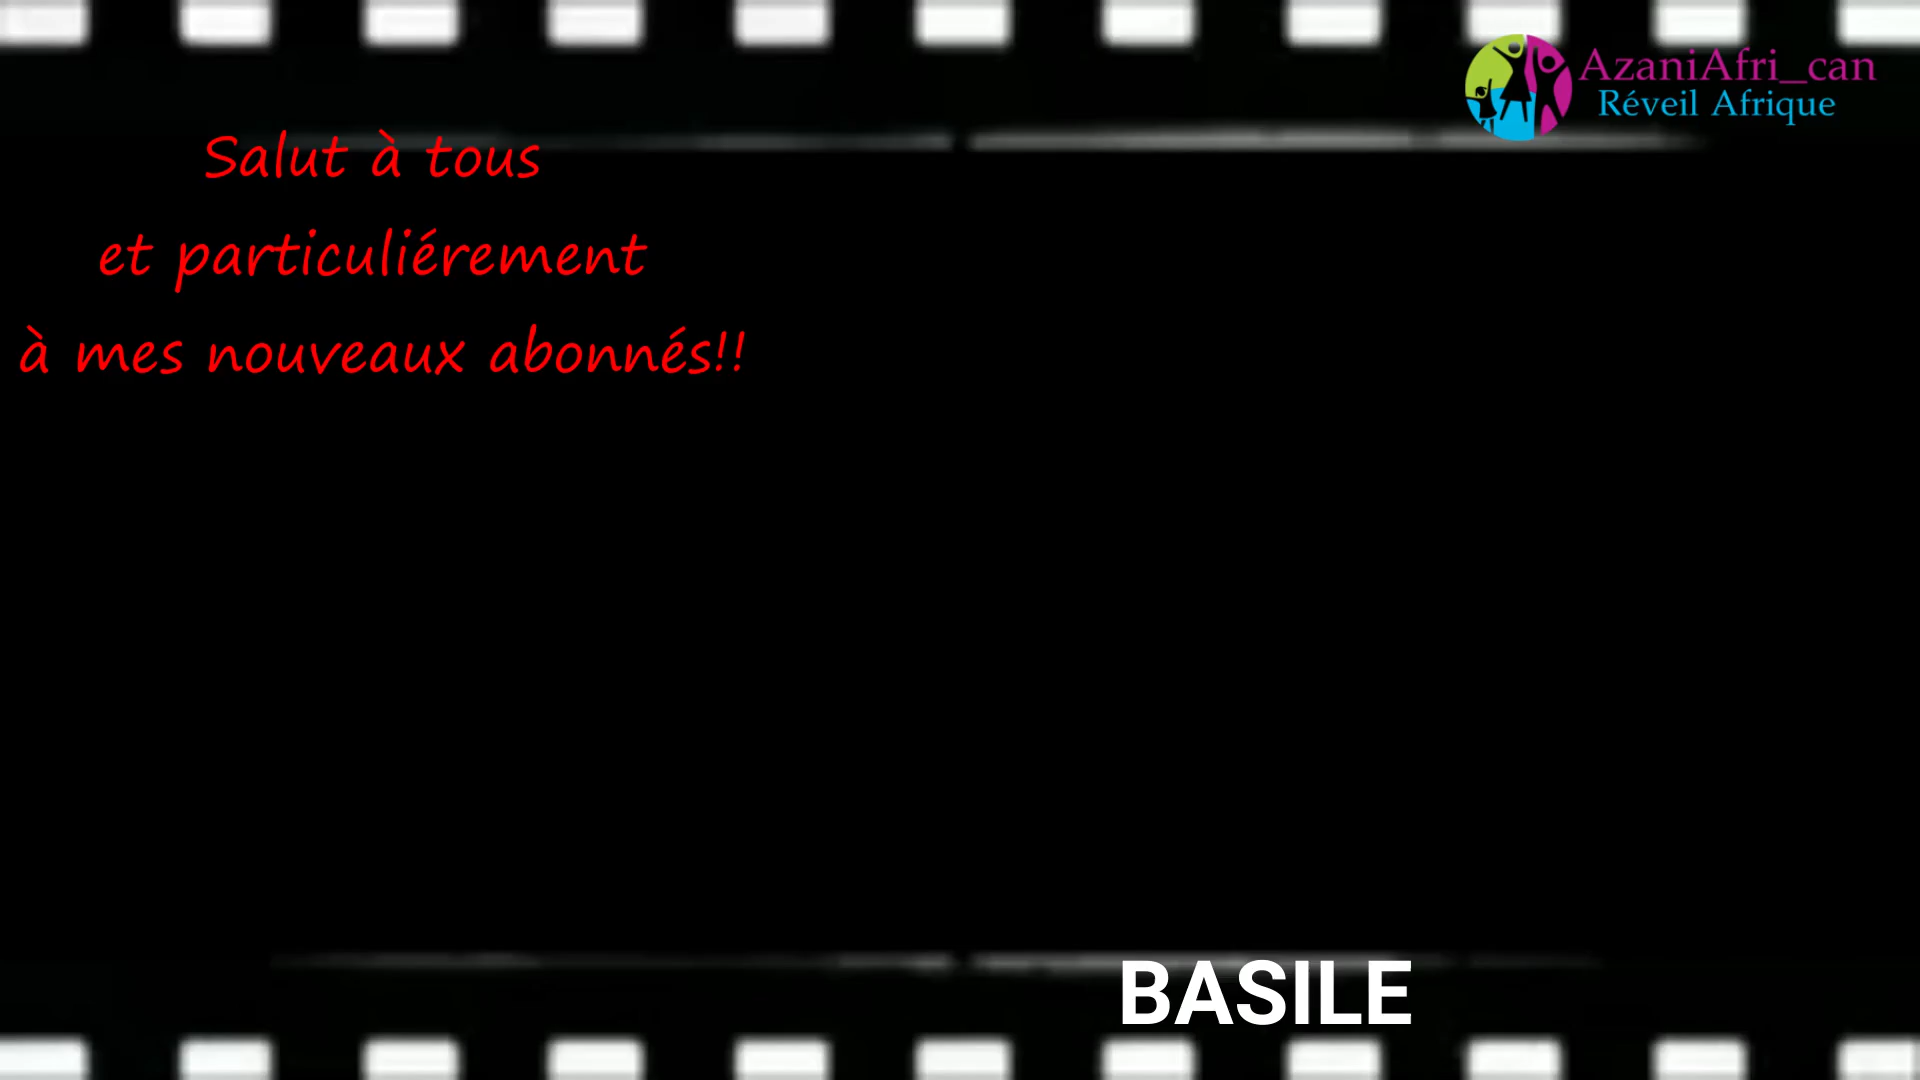 AzaniAfri_can
Réveil Afrique
Salut à tous
et particuliérement
à mes nouveaux abonnés!!
BASILE